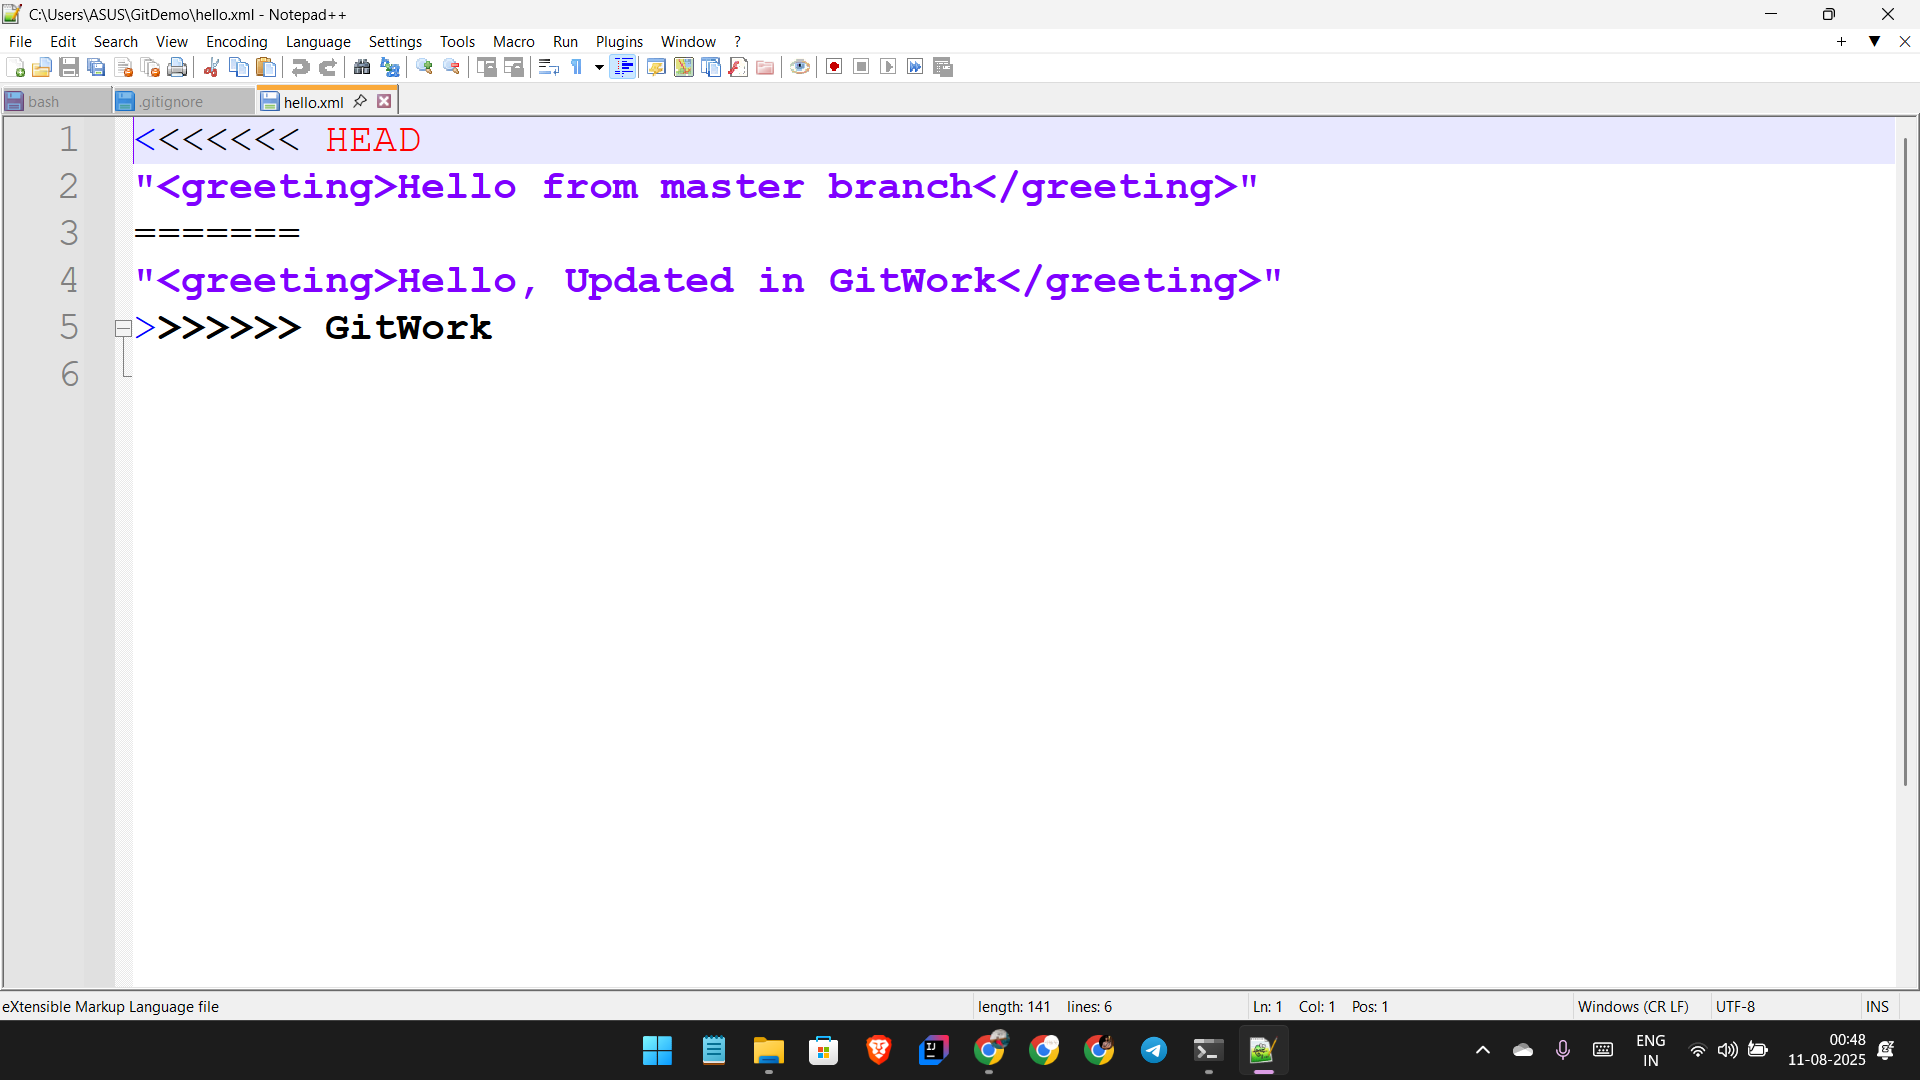 C:\Users\ASUS\GitDemo\hello.xml - Notepad++
File Edit Search View Encoding Language Settings Tools Macro Run Plugins Window ?
bash .gitignore hello.xml
1 <<<<<<< HEAD
2 "<greeting>Hello from master branch</greeting>"
3 =======
4 "<greeting>Hello, Updated in GitWork</greeting>"
5 >>>>>>> GitWork
6
eXtensible Markup Language file length: 141 lines: 6 Ln: 1 Col: 1 Pos: 1 Windows (CR LF) UTF-8 INS
ENG 00:48
IN 11-08-2025